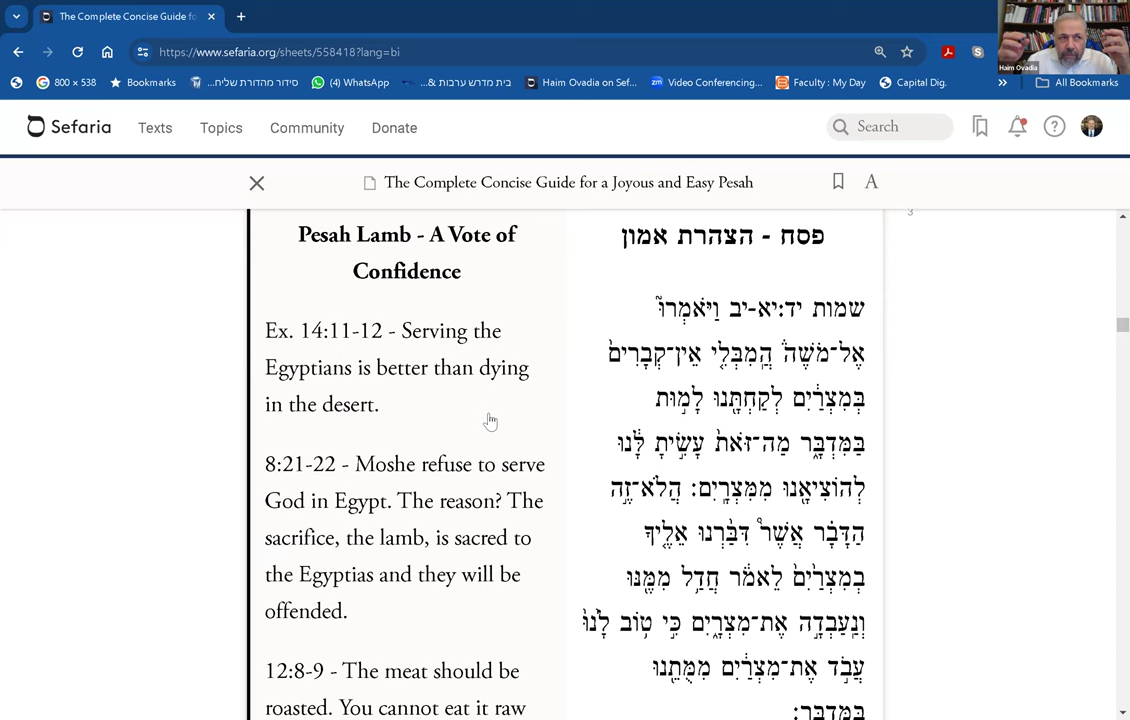 The Complete Concise Guide fo
https://www.sefaria.org/sheets/558418?lang=bi
800 x 538
Bookmarks
סידור מהדורת שליח...
(4) WhatsApp
בית מדרש ערבות &...
Haim Ovadia on Sef...
Video Conferencing...
Faculty : My Day
Capital Dig.
All Bookmarks
Haim Ovadia
Sefaria
Texts
Topics
Community
Donate
Search
The Complete Concise Guide for a Joyous and Easy Pesah
A
3
Pesah Lamb - A Vote of
Confidence
Ex. 14:11-12 - Serving the
Egyptians is better than dying
in the desert.
8:21-22 - Moshe refuse to serve
God in Egypt. The reason? The
sacrifice, the lamb, is sacred to
the Egyptias and they will be
offended.
12:8-9 - The meat should be
roasted. You cannot eat it raw
פסח - הצהרת אמון
שמות יד:יא-יב וַיֹּאמְרוּ֮
אֶל־מֹשֶׁה֒ הֲֽמִבְּלִ֤י אֵין־קְבָרִים֙
בְּמִצְרַ֔יִם לְקַחְתָּ֖נוּ לָמ֣וּת
בַּמִּדְבָּ֑ר מַה־זֹּאת֙ עָשִׂ֣יתָ לָּ֔נוּ
לְהוֹצִיאָ֖נוּ מִמִּצְרָֽיִם׃ הֲלֹא־זֶ֣ה
הַדָּבָ֗ר אֲשֶׁר֩ דִּבַּ֨רְנוּ אֵלֶ֤יךָ
בְמִצְרַ֙יִם֙ לֵאמֹ֔ר חֲדַ֥ל מִמֶּ֖נּוּ
וְנַֽעַבְדָ֣ה אֶת־מִצְרָ֑יִם כִּ֣י ט֥וֹב לָ֙נוּ֙
עֲבֹ֣ד אֶת־מִצְרַ֔יִם מִמֻּתֵ֖נוּ
בַּמִּדְבָּֽר׃